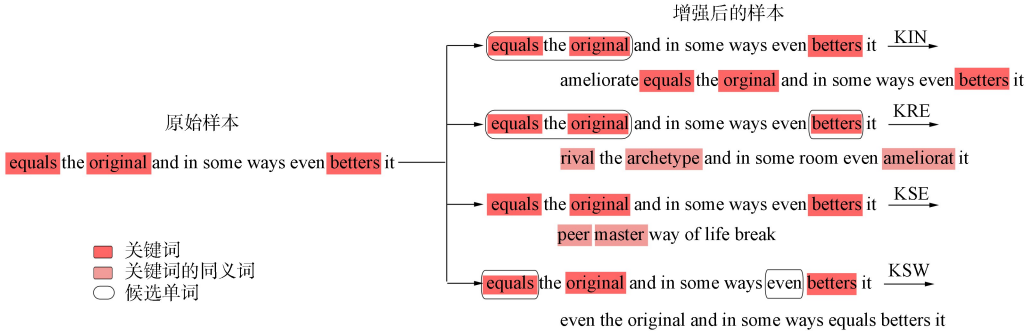 增强后的样本
equals the original and in some ways even betters it KIN
ameliorate equals the orginal and in some ways even betters it
equals the original and in some ways even betters it KRE
rival the archetype and in some room even ameliorat it
原始样本
equals the original and in some ways even betters it
equals the original and in some ways even betters it KSE
peer master way of life break
equals the original and in some ways even betters it KSW
even the original and in some ways equals betters it
关键词
关键词的同义词
候选单词